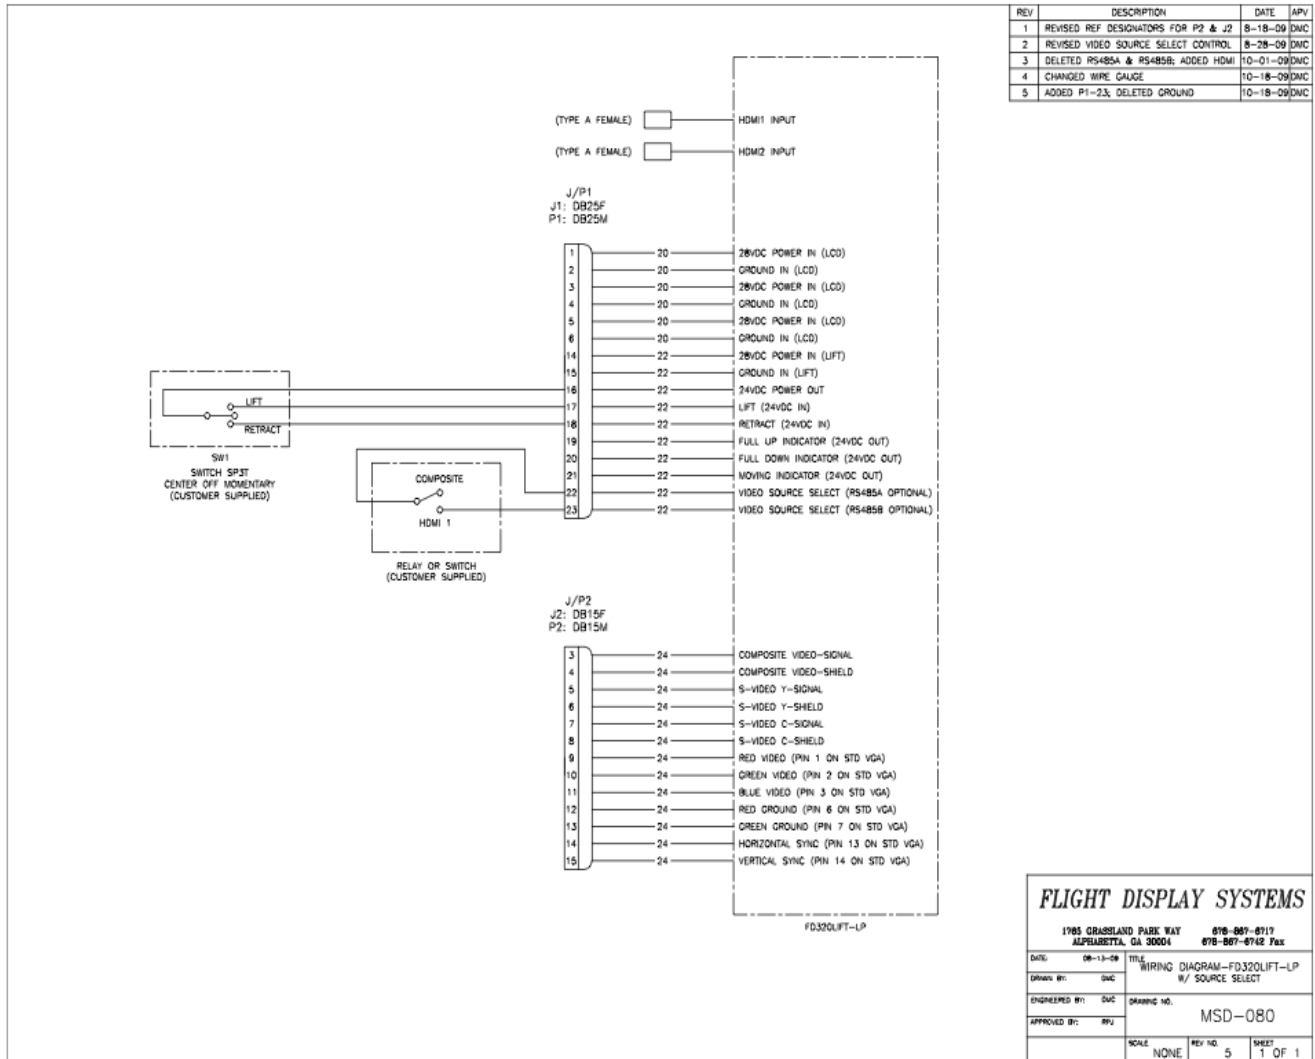 REV DESCRIPTION DATE APV
1 REVISED REF DESIGNATORS FOR P2 & J2 8-18-09 DMC
2 REVISED VIDEO SOURCE SELECT CONTROL 8-28-09 DMC
3 DELETED RS485A & RS485B; ADDED HDMI 10-01-09 DMC
4 CHANGED WIRE GAUGE 10-18-09 DMC
5 ADDED P1-23; DELETED GROUND 10-18-09 DMC
(TYPE A FEMALE) HDMI1 INPUT
(TYPE A FEMALE) HDMI2 INPUT
J/P1
J1: DB25F
P1: DB25M
1 20 28VDC POWER IN (LCD)
2 20 GROUND IN (LCD)
3 20 28VDC POWER IN (LCD)
4 20 GROUND IN (LCD)
5 20 28VDC POWER IN (LCD)
6 20 GROUND IN (LCD)
14 22 28VDC POWER IN (LIFT)
15 22 GROUND IN (LIFT)
16 22 24VDC POWER OUT
17 22 LIFT (24VDC IN)
18 22 RETRACT (24VDC IN)
19 22 FULL UP INDICATOR (24VDC OUT)
20 22 FULL DOWN INDICATOR (24VDC OUT)
21 22 MOVING INDICATOR (24VDC OUT)
22 22 VIDEO SOURCE SELECT (RS485A OPTIONAL)
23 22 VIDEO SOURCE SELECT (RS485B OPTIONAL)
LIFT
RETRACT
SW1
SWITCH SP3T
CENTER OFF MOMENTARY
(CUSTOMER SUPPLIED)
COMPOSITE
HDMI 1
RELAY OR SWITCH
(CUSTOMER SUPPLIED)
J/P2
J2: DB15F
P2: DB15M
3 24 COMPOSITE VIDEO-SIGNAL
4 24 COMPOSITE VIDEO-SHIELD
5 24 S-VIDEO Y-SIGNAL
6 24 S-VIDEO Y-SHIELD
7 24 S-VIDEO C-SIGNAL
8 24 S-VIDEO C-SHIELD
9 24 RED VIDEO (PIN 1 ON STD VGA)
10 24 GREEN VIDEO (PIN 2 ON STD VGA)
11 24 BLUE VIDEO (PIN 3 ON STD VGA)
12 24 RED GROUND (PIN 6 ON STD VGA)
13 24 GREEN GROUND (PIN 7 ON STD VGA)
14 24 HORIZONTAL SYNC (PIN 13 ON STD VGA)
15 24 VERTICAL SYNC (PIN 14 ON STD VGA)
FD320LIFT-LP
FLIGHT DISPLAY SYSTEMS
1765 GRASSLAND PARK WAY 678-867-6717
ALPHARETTA, GA 30004 678-867-6742 Fax
DATE: 08-13-09
TITLE WIRING DIAGRAM-FD320LIFT-LP
W/ SOURCE SELECT
DRAWN BY: DMC
ENGINEERED BY: DMC
DRAWING NO.
MSD-080
APPROVED BY:
SCALE NONE
REV NO. 5
SHEET 1 OF 1